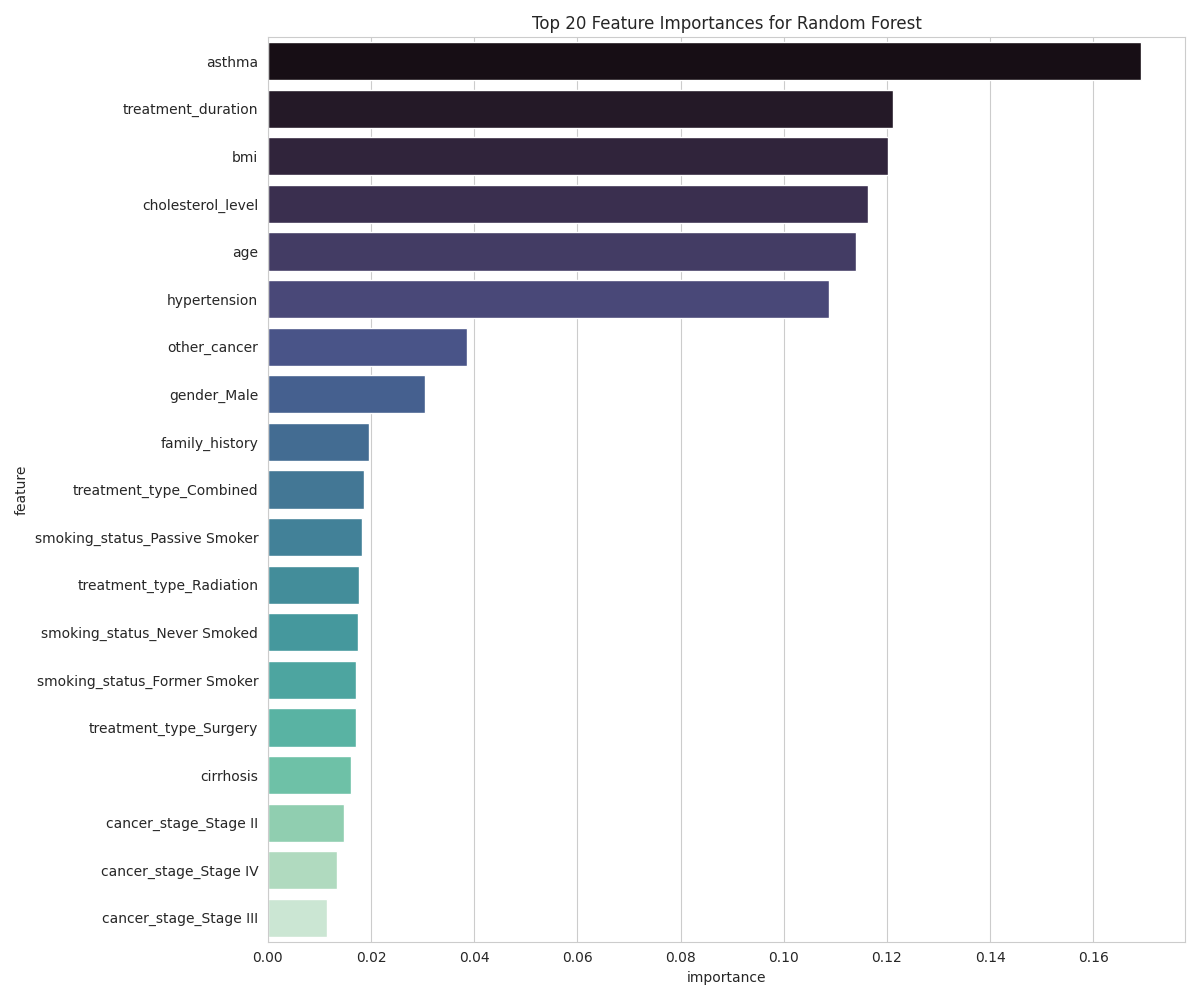 Top 20 Feature Importances for Random Forest
asthma
treatment_duration
bmi
cholesterol_level
age
hypertension
other_cancer
gender_Male
family_history
treatment_type_Combined
smoking_status_Passive Smoker
treatment_type_Radiation
smoking_status_Never Smoked
smoking_status_Former Smoker
treatment_type_Surgery
cirrhosis
cancer_stage_Stage II
cancer_stage_Stage IV
cancer_stage_Stage III
feature
0.00 0.02 0.04 0.06 0.08 0.10 0.12 0.14 0.16
importance